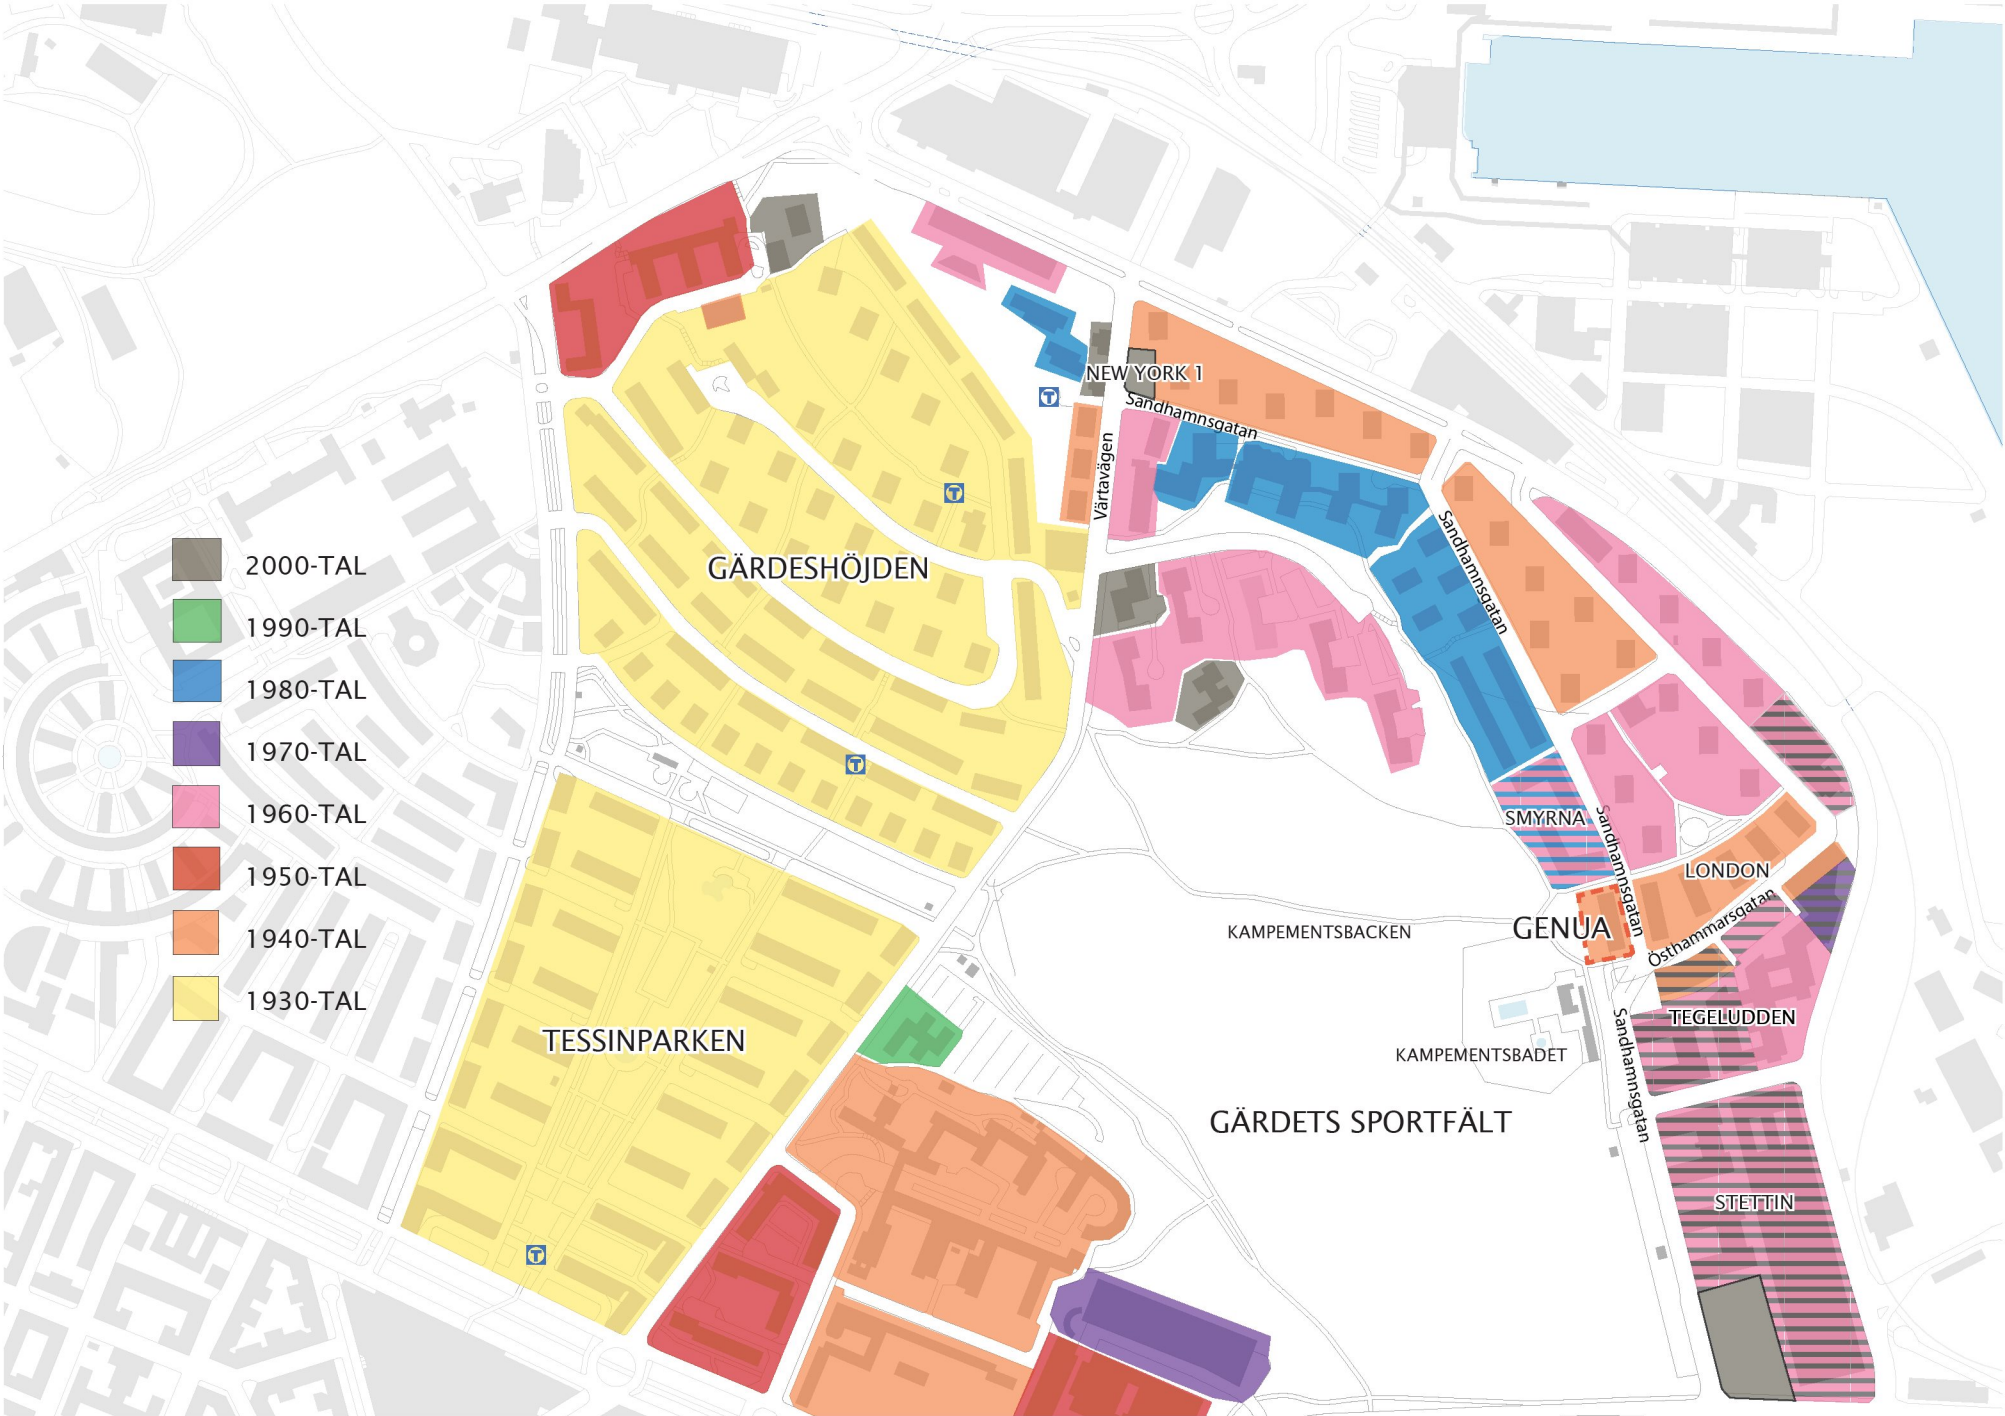 NEW YORK 1
Sandhamnsgatan
Värtavägen
Sandhamnsgatan
GÄRDESHÖJDEN
2000-TAL
1990-TAL
1980-TAL
1970-TAL
1960-TAL
1950-TAL
1940-TAL
1930-TAL
SMYRNA
Sandhamnsgatan
LONDON
GENUA
Östhammarsgatan
KAMPEMENTSBACKEN
TEGELUDDEN
TESSINPARKEN
KAMPEMENTSBADET
Sandhamnsgatan
GÄRDETS SPORTFÄLT
STETTIN
T
T
T
T